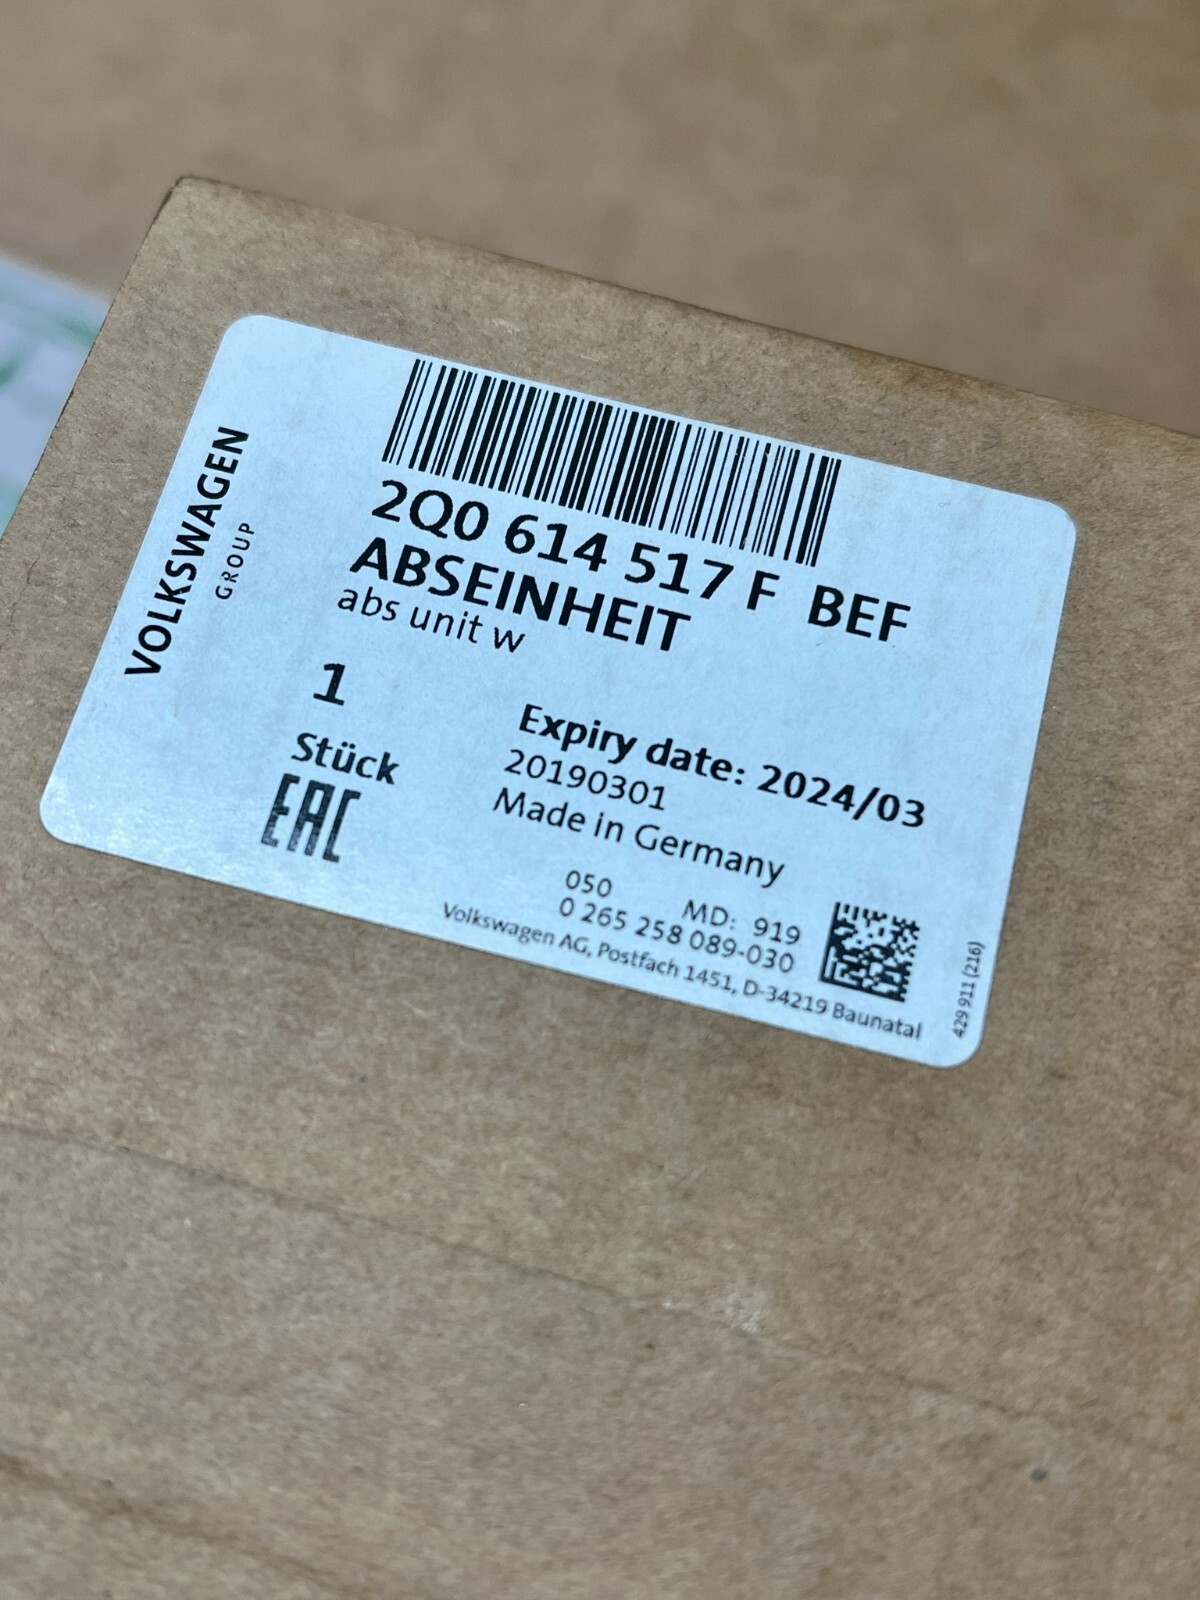 VOLKSWAGEN
GROUP
2Q0 614 517 F BEF
ABSEINHEIT
abs unit w
1
Stück
EAC
Expiry date: 2024/03
20190301
Made in Germany
050 MD: 919
0 265 258 089-030
Volkswagen AG, Postfach 1451, D-34219 Baunatal
429 911 (216)